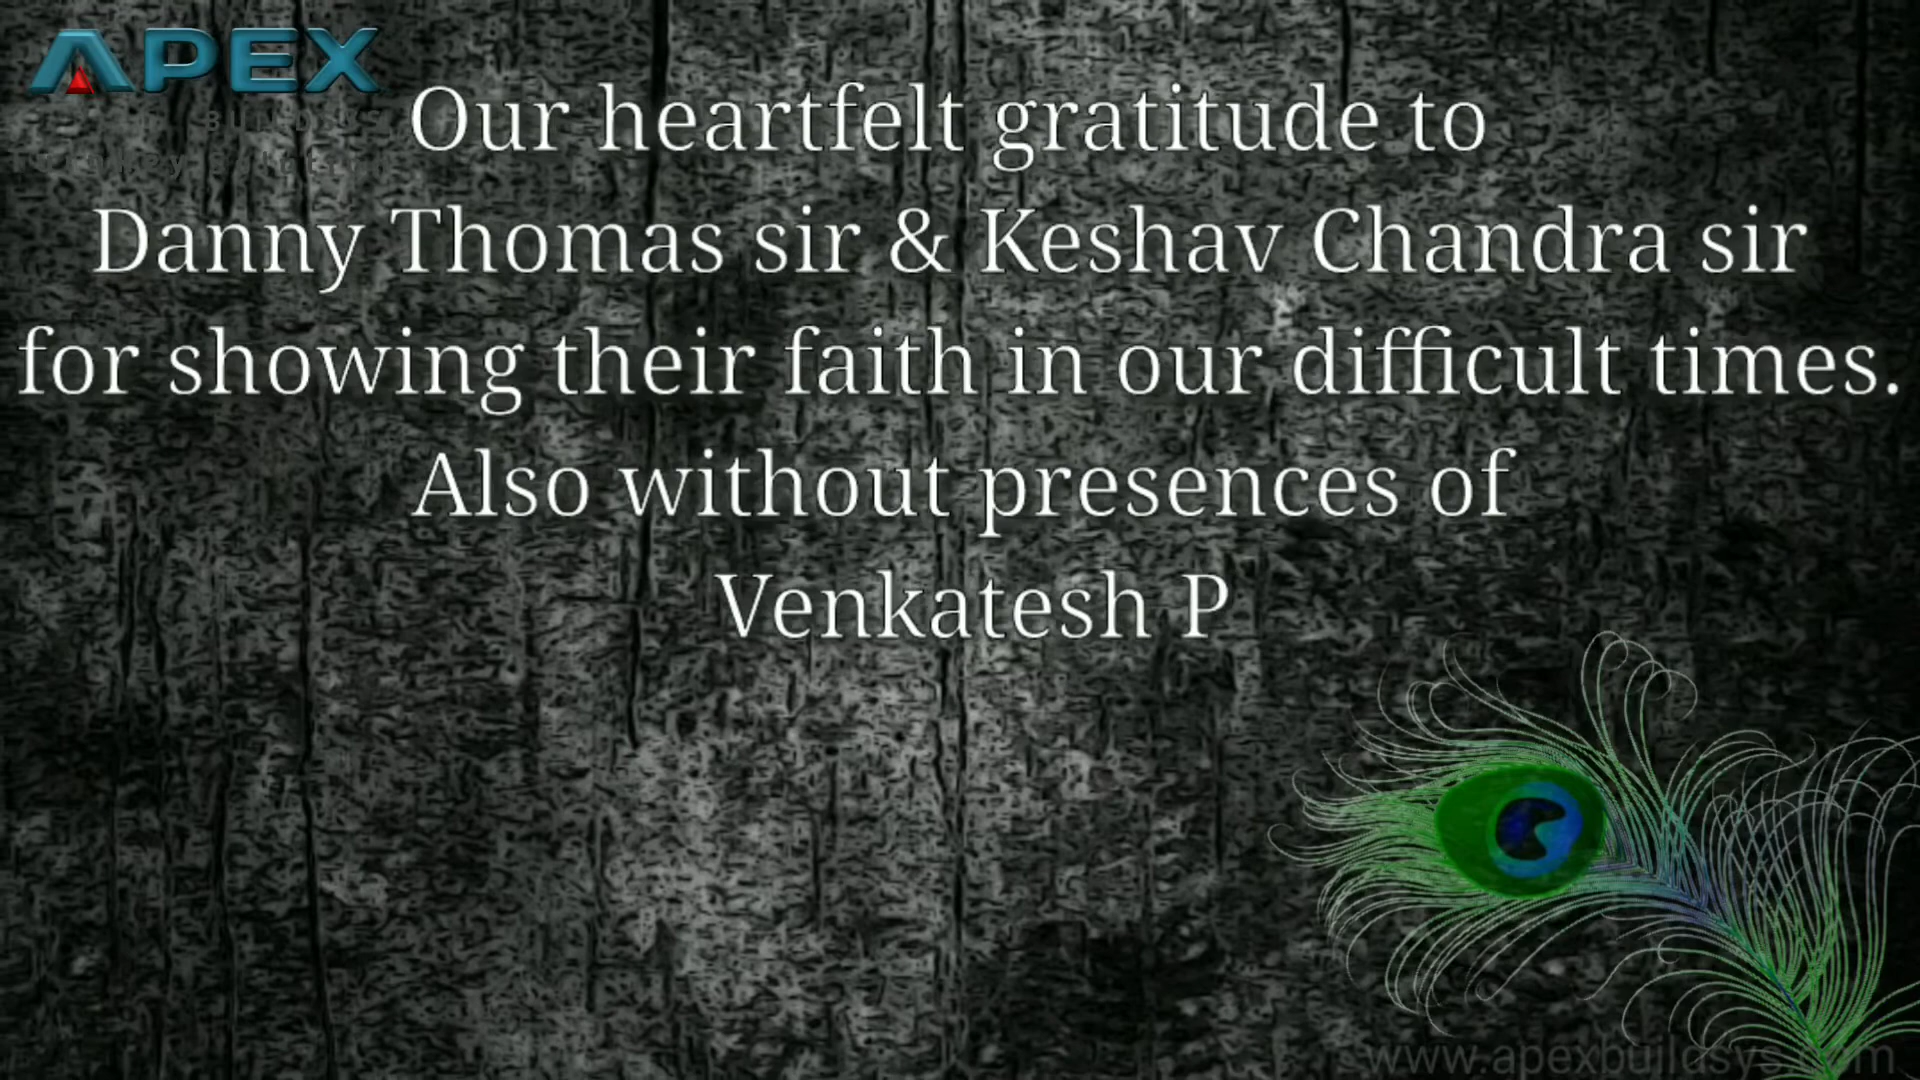 APEX
Our heartfelt gratitude to
Danny Thomas sir & Keshav Chandra sir
for showing their faith in our difficult times.
Also without presences of
Venkatesh P
www.apexbuildsys.com